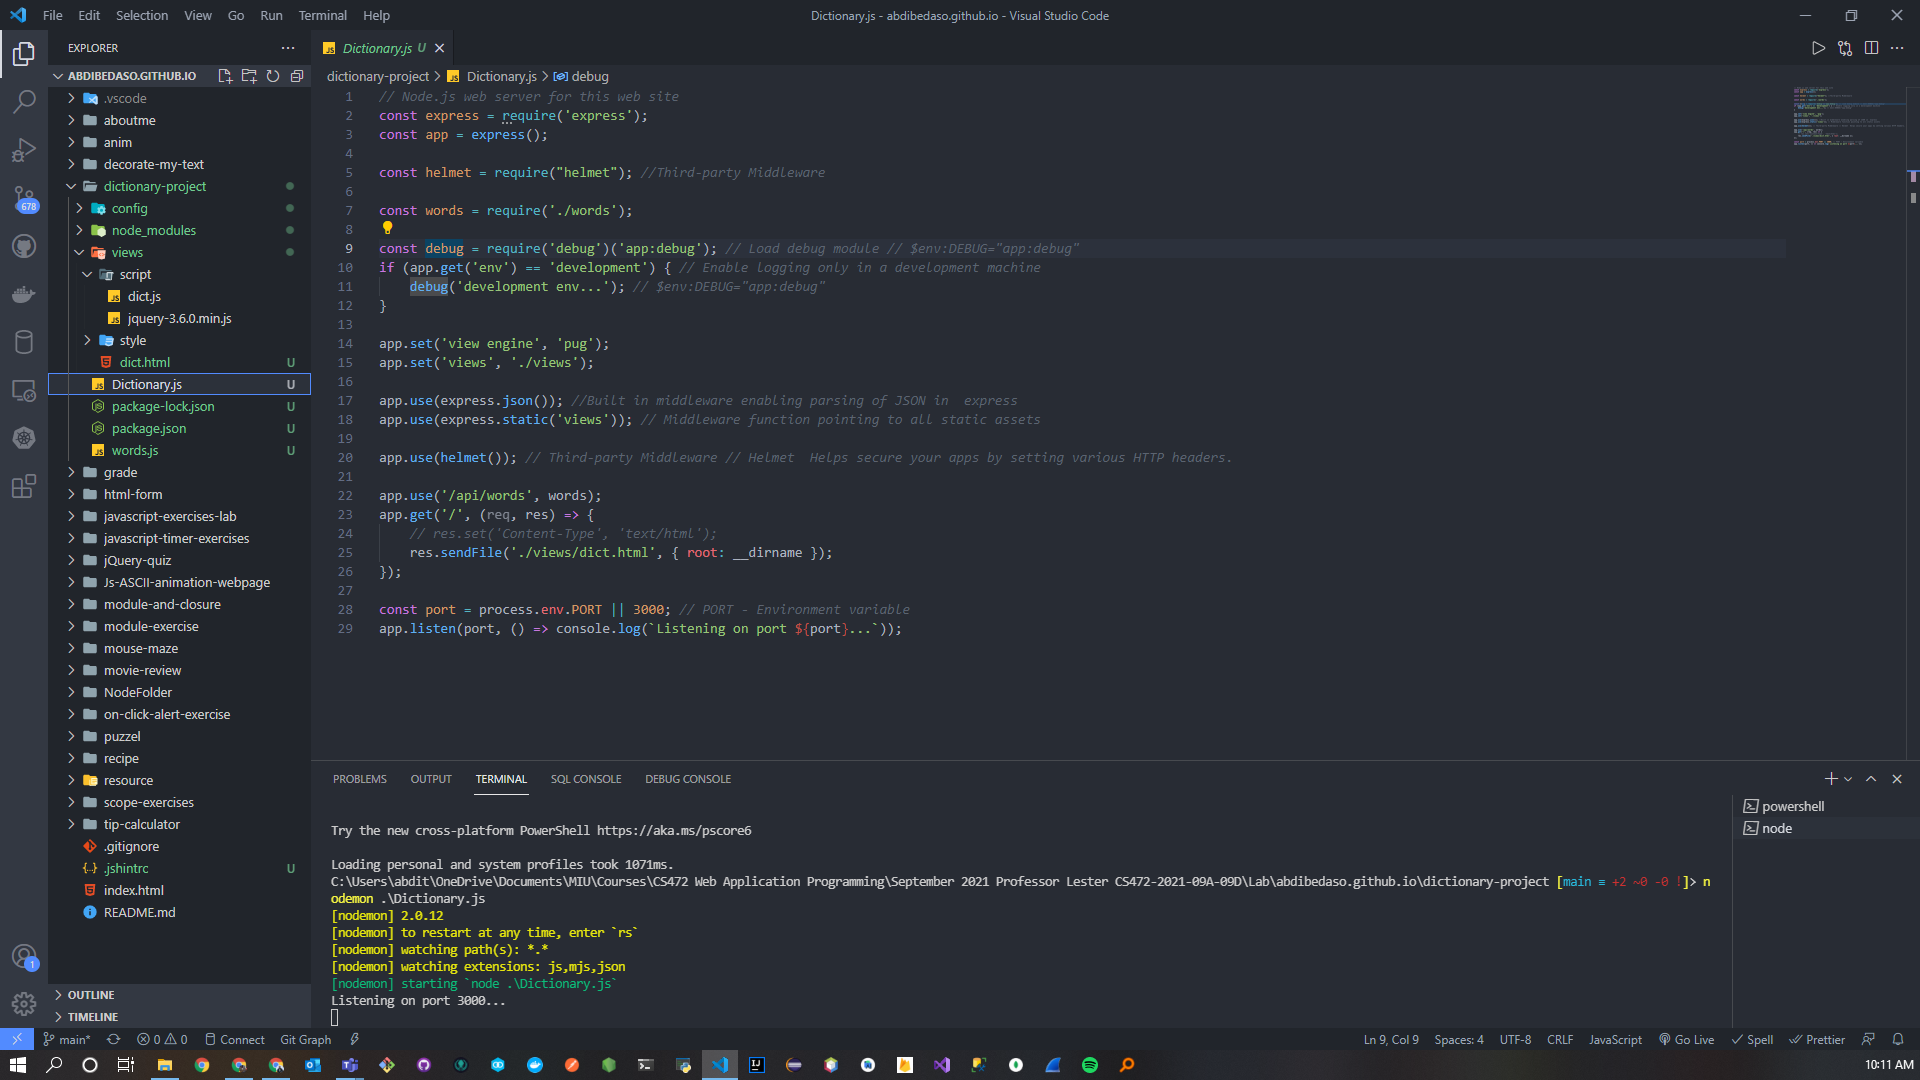 File Edit Selection View Go Run Terminal Help
Dictionary.js - abdibedaso.github.io - Visual Studio Code
EXPLORER
ABDIBEDASO.GITHUB.IO
.vscode
aboutme
anim
decorate-my-text
dictionary-project
config
node_modules
views
script
dict.js
jquery-3.6.0.min.js
style
dict.html U
Dictionary.js U
package-lock.json U
package.json U
words.js U
grade
html-form
javascript-exercises-lab
javascript-timer-exercises
jQuery-quiz
Js-ASCII-animation-webpage
module-and-closure
module-exercise
mouse-maze
movie-review
NodeFolder
on-click-alert-exercise
puzzel
recipe
resource
scope-exercises
tip-calculator
.gitignore
.jshintrc U
index.html
README.md
OUTLINE
TIMELINE
678
1
JS Dictionary.js U
dictionary-project > JS Dictionary.js > debug
1 // Node.js web server for this web site
2 const express = require('express');
3 const app = express();
4
5 const helmet = require("helmet"); //Third-party Middleware
6
7 const words = require('./words');
8
9 const debug = require('debug')('app:debug'); // Load debug module // $env:DEBUG="app:debug"
10 if (app.get('env') == 'development') { // Enable logging only in a development machine
11 debug('development env...'); // $env:DEBUG="app:debug"
12 }
13
14 app.set('view engine', 'pug');
15 app.set('views', './views');
16
17 app.use(express.json()); //Built in middleware enabling parsing of JSON in  express
18 app.use(express.static('views')); // Middleware function pointing to all static assets
19
20 app.use(helmet()); // Third-party Middleware // Helmet  Helps secure your apps by setting various HTTP headers.
21
22 app.use('/api/words', words);
23 app.get('/', (req, res) => {
24 // res.set('Content-Type', 'text/html');
25 res.sendFile('./views/dict.html', { root: __dirname });
26 });
27
28 const port = process.env.PORT || 3000; // PORT - Environment variable
29 app.listen(port, () => console.log(`Listening on port ${port}...`));
PROBLEMS OUTPUT TERMINAL SQL CONSOLE DEBUG CONSOLE
Try the new cross-platform PowerShell https://aka.ms/pscore6
Loading personal and system profiles took 1071ms.
C:\Users\abdit\OneDrive\Documents\MIU\Courses\CS472 Web Application Programming\September 2021 Professor Lester CS472-2021-09A-09D\Lab\abdibedaso.github.io\dictionary-project [main ≡ +2 ~0 -0 !]> n
odemon .\Dictionary.js
[nodemon] 2.0.12
[nodemon] to restart at any time, enter `rs`
[nodemon] watching path(s): *.*
[nodemon] watching extensions: js,mjs,json
[nodemon] starting `node .\Dictionary.js`
Listening on port 3000...
powershell
node
main* 0 0 Connect Git Graph
Ln 9, Col 9 Spaces: 4 UTF-8 CRLF JavaScript Go Live Spell Prettier
10:11 AM